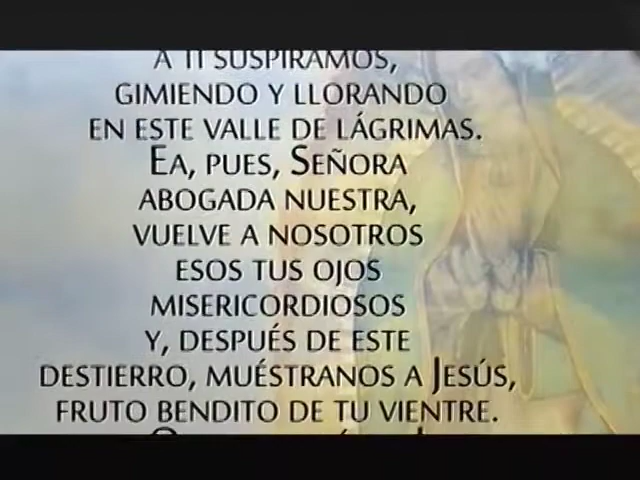 A TI SUSPIRAMOS,
GIMIENDO Y LLORANDO
EN ESTE VALLE DE LÁGRIMAS.
EA, PUES, SEÑORA
ABOGADA NUESTRA,
VUELVE A NOSOTROS
ESOS TUS OJOS
MISERICORDIOSOS
Y, DESPUÉS DE ESTE
DESTIERRO, MUÉSTRANOS A JESÚS,
FRUTO BENDITO DE TU VIENTRE.